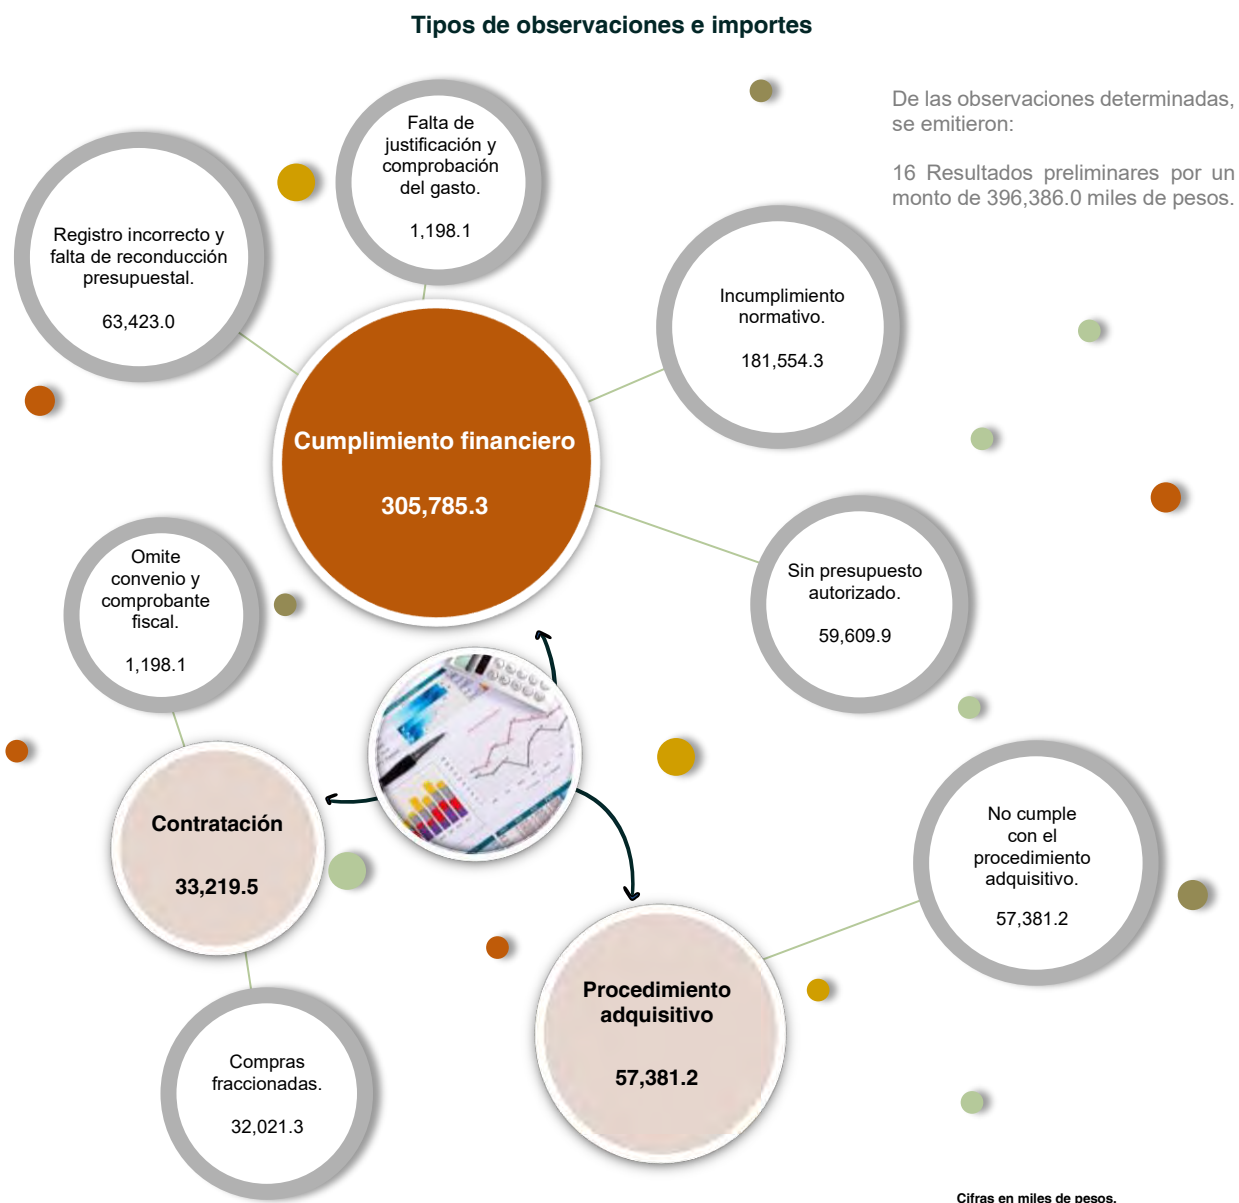 Tipos de observaciones e importes
De las observaciones determinadas,
se emitieron:
16 Resultados preliminares por un
monto de 396,386.0 miles de pesos.
Falta de
justificación y
comprobación
del gasto.
1,198.1
Registro incorrecto y
falta de reconducción
presupuestal.
63,423.0
Incumplimiento
normativo.
181,554.3
Cumplimiento financiero
305,785.3
Sin presupuesto
autorizado.
59,609.9
Omite
convenio y
comprobante
fiscal.
1,198.1
Contratación
33,219.5
No cumple
con el
procedimiento
adquisitivo.
57,381.2
Procedimiento
adquisitivo
57,381.2
Compras
fraccionadas.
32,021.3
Cifras en miles de pesos.